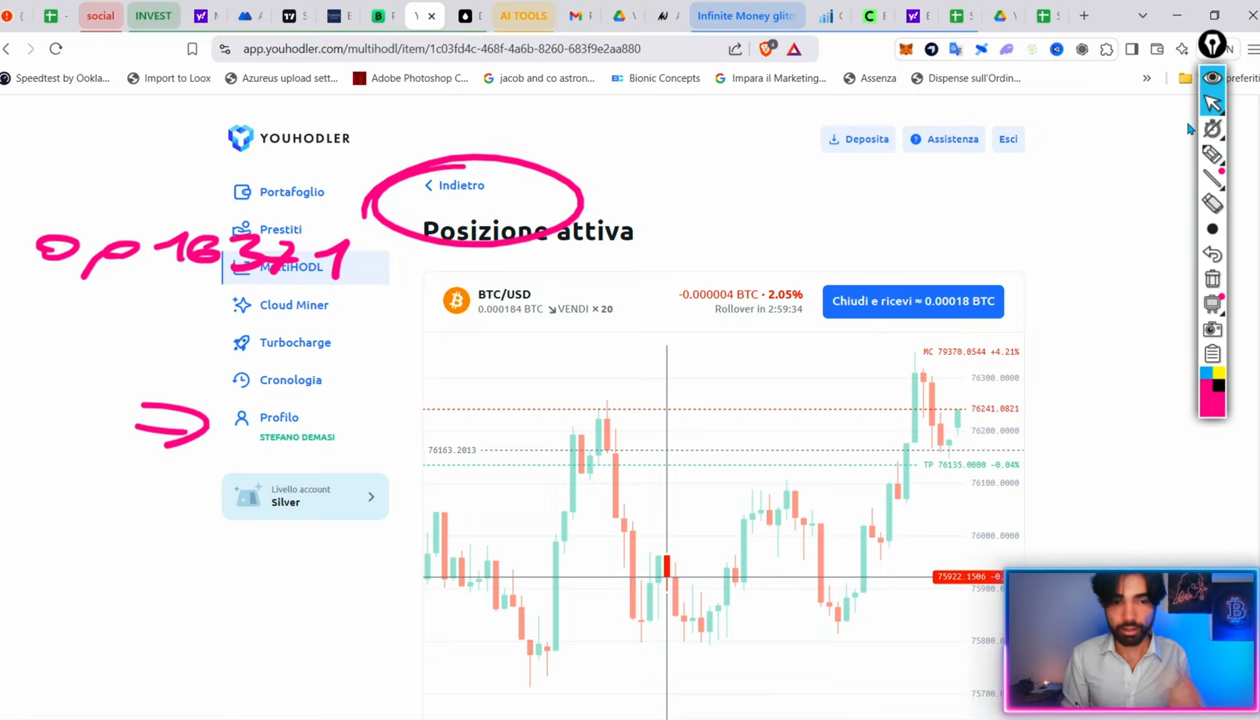 social
INVEST
AI TOOLS
Infinite Money glitc
app.youhodler.com/multihodl/item/1c03fd4c-468f-4a6b-8260-683f9e2aa880
Speedtest by Ookla...
Import to Loox
Azureus upload sett...
Adobe Photoshop C...
jacob and co astron...
Bionic Concepts
Impara il Marketing...
Assenza
Dispense sull'Ordin...
»
preferiti
YOUHODLER
Deposita
Assistenza
Esci
Portafoglio
Prestiti
MultiHODL
Cloud Miner
Turbocharge
Cronologia
Profilo
STEFANO DEMASI
Livello account
Silver
Indietro
Posizione attiva
BTC/USD
0.000184 BTC VENDI × 20
-0.000004 BTC · 2.05%
Rollover in 2:59:34
Chiudi e ricevi ≈ 0.00018 BTC
MC 79370.0544 +4.21%
76300.0000
76241.0821
76200.0000
76163.2013
TP 76135.0000 −0.04%
76100.0000
76000.0000
75922.1506
75900.0000
75800.0000